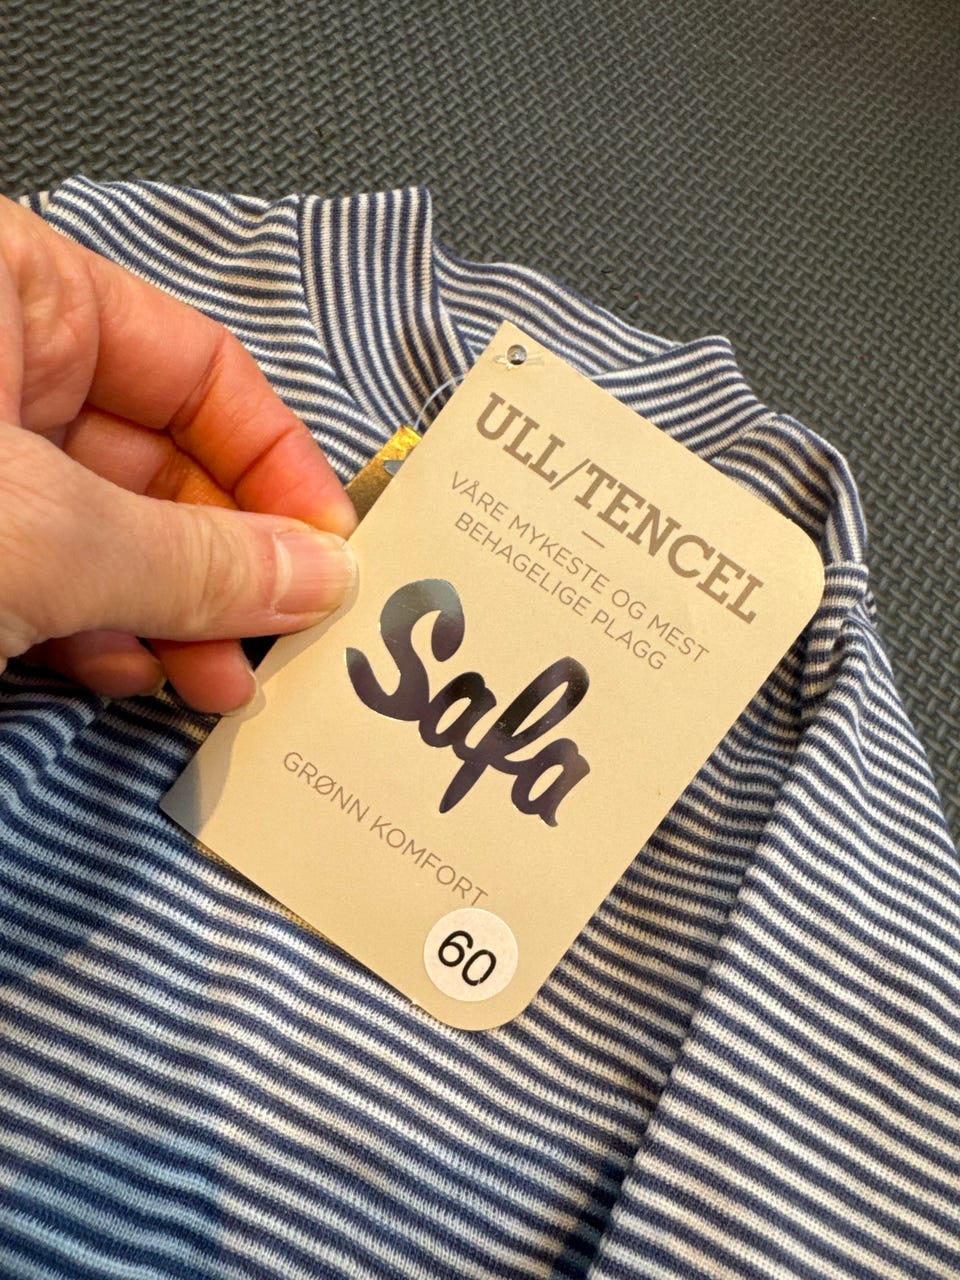 ULL/TENCEL
VÅRE MYKESTE OG MEST
BEHAGELIGE PLAGG
Safa
GRØNN KOMFORT
60